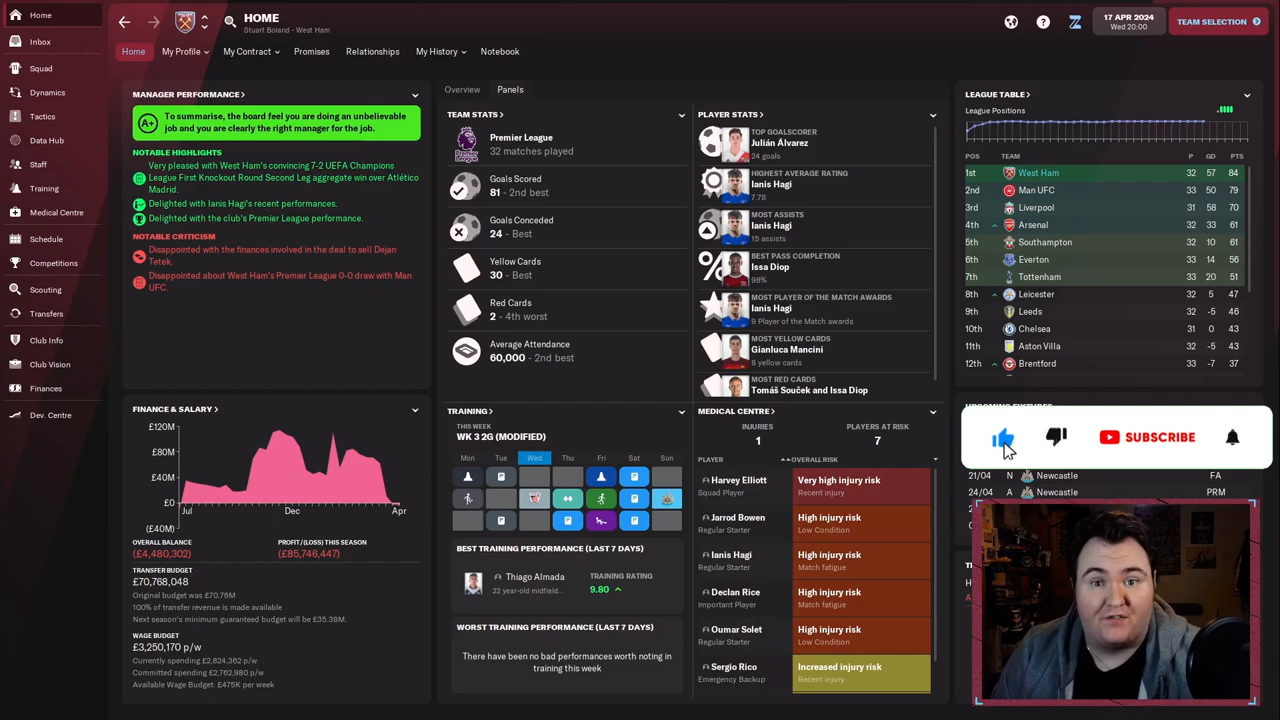 Home
Inbox
Squad
Dynamics
Tactics
Data Hub
Staff
Training
Medical Centre
Schedule
Competitions
Scouting
Transfers
Club Info
Club Vision
Finances
Dev. Centre
HOME
Stuart Boland - West Ham
17 APR 2024
Wed 20:00
TEAM SELECTION
Home
My Profile
My Contract
Promises
Relationships
My History
Notebook
MANAGER PERFORMANCE >
A+
To summarise, the board feel you are doing an unbelievable
job and you are clearly the right manager for the job.
NOTABLE HIGHLIGHTS
Very pleased with West Ham's convincing 7-2 UEFA Champions
League First Knockout Round Second Leg aggregate win over Atlético
Madrid.
Delighted with Ianis Hagi's recent performances.
Delighted with the club's Premier League performance.
NOTABLE CRITICISM
Disappointed with the finances involved in the deal to sell Dejan
Tetek.
Disappointed about West Ham's Premier League 0-0 draw with Man
UFC.
FINANCE & SALARY >
£120M
£80M
£40M
£0
(£40M)
Jul Dec Apr
OVERALL BALANCE
(£4,480,302)
PROFIT/(LOSS) THIS SEASON
(£85,746,447)
TRANSFER BUDGET
£70,768,048
Original budget was £70.76M
100% of transfer revenue is made available
Next season's minimum guaranteed budget will be £35.38M.
WAGE BUDGET
£3,250,170 p/w
Currently spending £2,824,362 p/w
Committed spending £2,762,980 p/w
Available Wage Budget: £475K per week
Overview
Panels
TEAM STATS >
Premier League
32 matches played
Goals Scored
81 - 2nd best
Goals Conceded
24 - Best
Yellow Cards
30 - Best
Red Cards
2 - 4th worst
Average Attendance
60,000 - 2nd best
PLAYER STATS >
TOP GOALSCORER
Julián Álvarez
24 goals
HIGHEST AVERAGE RATING
Ianis Hagi
7.78
MOST ASSISTS
Ianis Hagi
15 assists
BEST PASS COMPLETION
Issa Diop
98%
MOST PLAYER OF THE MATCH AWARDS
Ianis Hagi
9 Player of the Match awards
MOST YELLOW CARDS
Gianluca Mancini
8 yellow cards
MOST RED CARDS
Tomáš Souček and Issa Diop
TRAINING >
THIS WEEK
WK 3 2G (MODIFIED)
Mon Tue Wed Thu Fri Sat Sun
BEST TRAINING PERFORMANCE (LAST 7 DAYS)
Thiago Almada
22 year-old midfield...
TRAINING RATING
9.80
WORST TRAINING PERFORMANCE (LAST 7 DAYS)
There have been no bad performances worth noting in
training this week
MEDICAL CENTRE >
INJURIES
1
PLAYERS AT RISK
7
PLAYER OVERALL RISK
Harvey Elliott Very high injury risk
Squad Player Recent injury
Jarrod Bowen High injury risk
Regular Starter Low Condition
Ianis Hagi High injury risk
Regular Starter Match fatigue
Declan Rice High injury risk
Important Player Match fatigue
Oumar Solet High injury risk
Regular Starter Low Condition
Sergio Rico Increased injury risk
Emergency Backup Recent injury
LEAGUE TABLE >
League Positions
POS TEAM P GD PTS
1st West Ham 32 57 84
2nd Man UFC 33 50 79
3rd Liverpool 31 58 70
4th Arsenal 32 33 61
5th Southampton 32 10 61
6th Everton 33 14 56
7th Tottenham 33 20 51
8th Leicester 32 5 47
9th Leeds 32 -5 46
10th Chelsea 31 0 43
11th Aston Villa 32 -5 43
12th Brentford 33 -7 37
SUBSCRIBE
21/04 N Newcastle FA
24/04 A Newcastle PRM